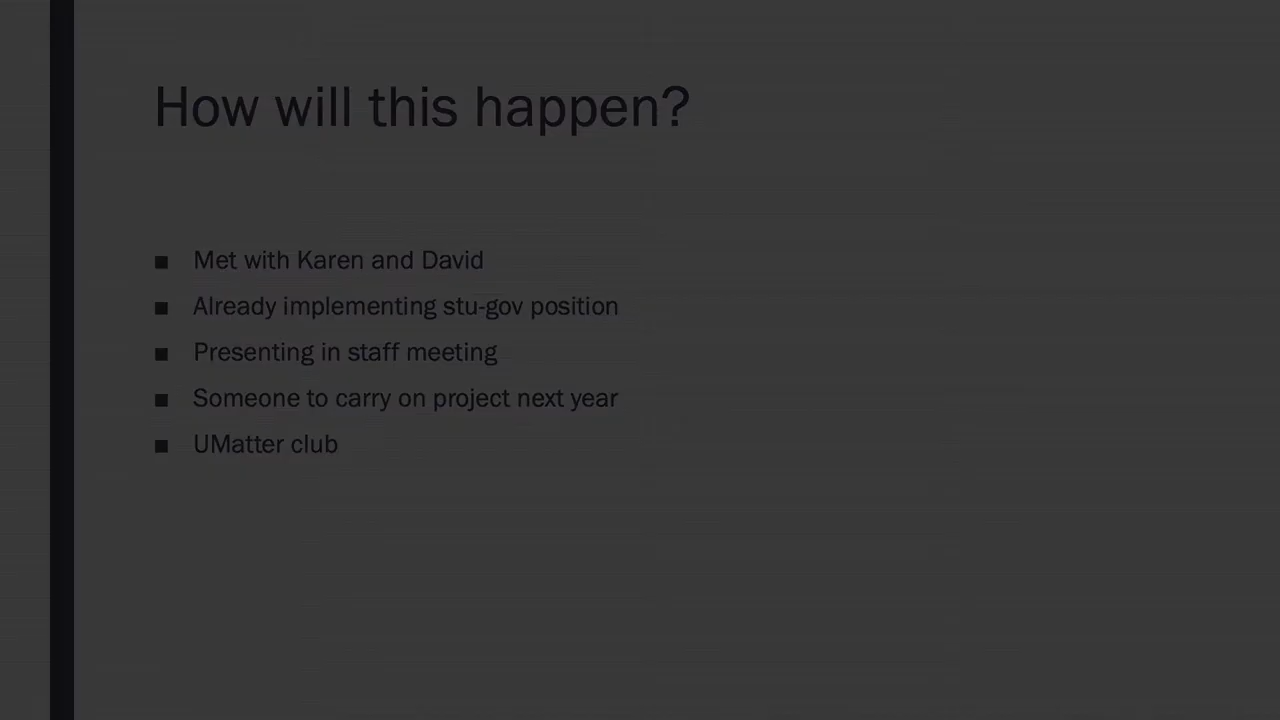 How will this happen?
■ Met with Karen and David
■ Already implementing stu-gov position
■ Presenting in staff meeting
■ Someone to carry on project next year
■ UMatter club